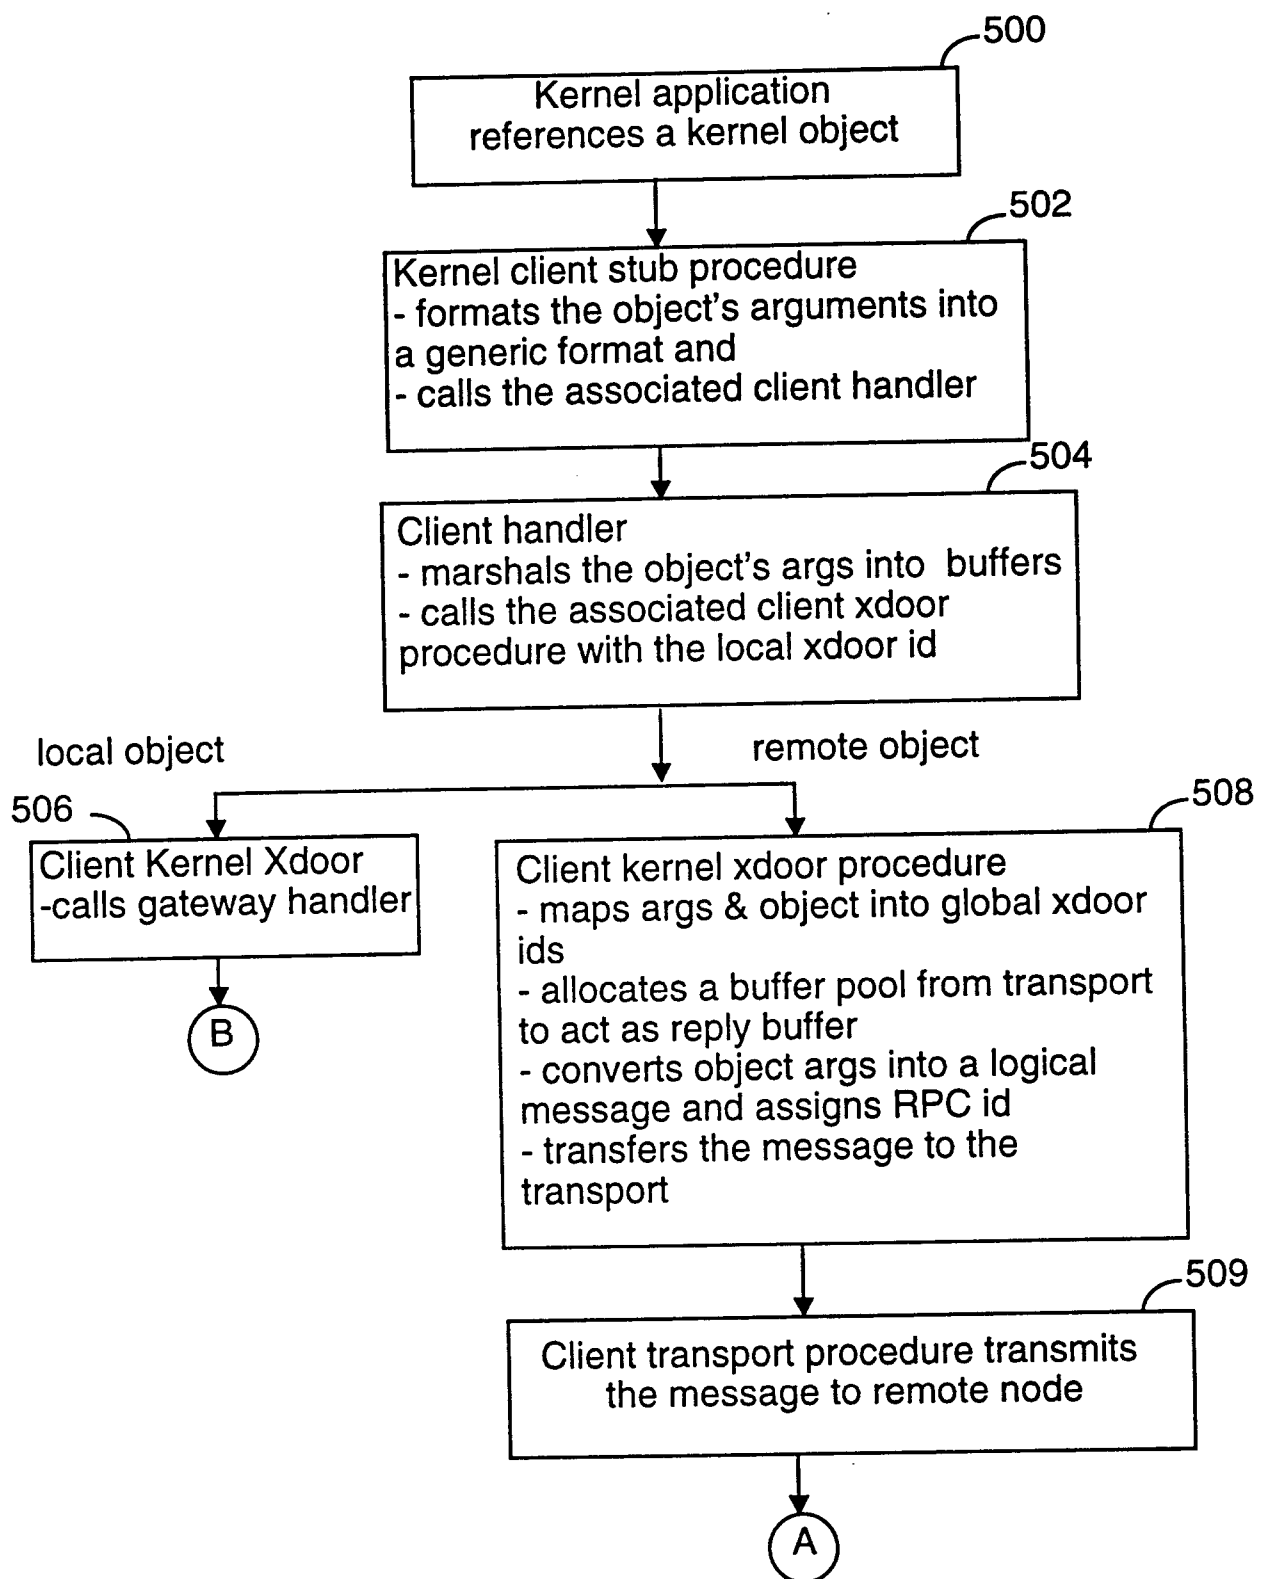 500
Kernel application
references a kernel object
502
Kernel client stub procedure
- formats the object's arguments into
a generic format and
- calls the associated client handler
504
Client handler
- marshals the object's args into buffers
- calls the associated client xdoor
procedure with the local xdoor id
local object
remote object
506
Client Kernel Xdoor
-calls gateway handler
B
508
Client kernel xdoor procedure
- maps args & object into global xdoor
ids
- allocates a buffer pool from transport
to act as reply buffer
- converts object args into a logical
message and assigns RPC id
- transfers the message to the
transport
509
Client transport procedure transmits
the message to remote node
A